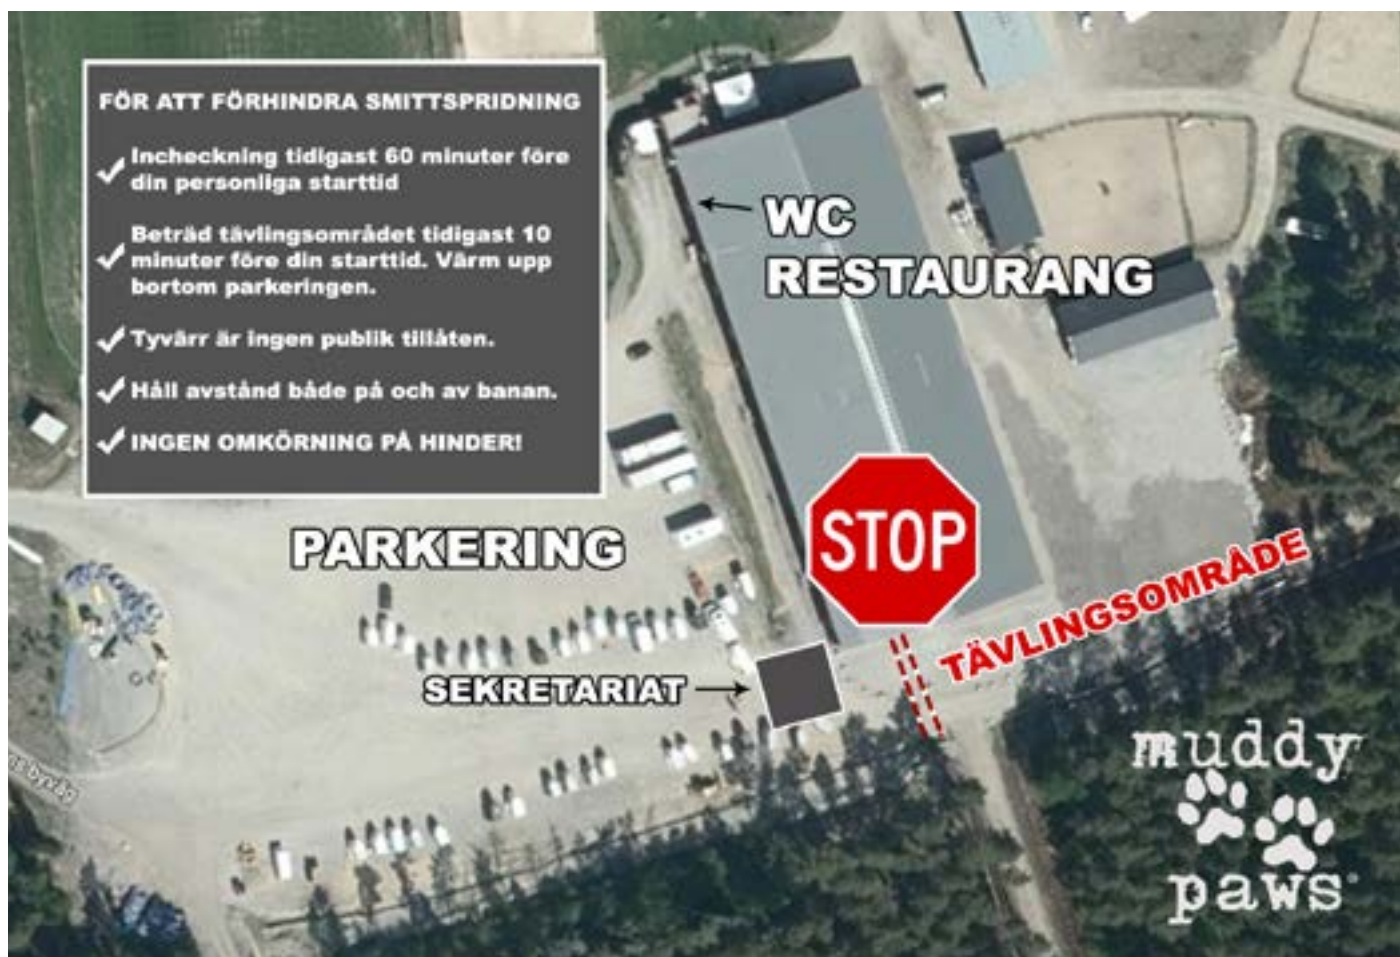 FÖR ATT FÖRHINDRA SMITTSPRIDNING
Incheckning tidigast 60 minuter före
din personliga starttid
Beträd tävlingsområdet tidigast 10
minuter före din starttid. Värm upp
bortom parkeringen.
Tyvärr är ingen publik tillåten.
Håll avstånd både på och av banan.
INGEN OMKÖRNING PÅ HINDER!
WC
RESTAURANG
PARKERING
STOP
TÄVLINGSOMRÅDE
SEKRETARIAT
byväg
muddy
paws